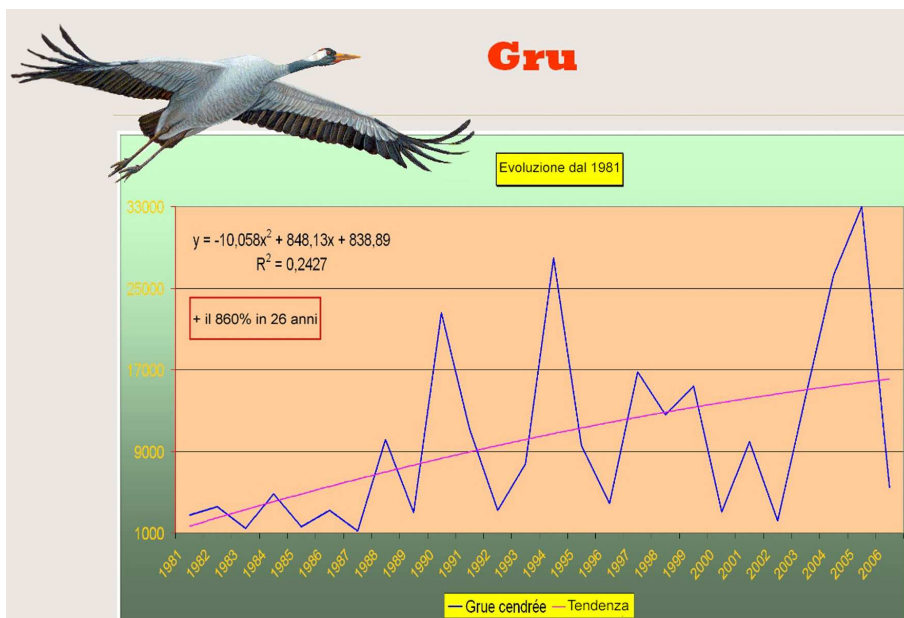 Gru
Evoluzione dal 1981
33000
y = -10,058x² + 848,13x + 838,89
R² = 0,2427
25000
+ il 860% in 26 anni
17000
9000
1000
1981 1982 1983 1984 1985 1986 1987 1988 1989 1990 1991 1992 1993 1994 1995 1996 1997 1998 1999 2000 2001 2002 2003 2004 2005 2006
Grue cendrée Tendenza